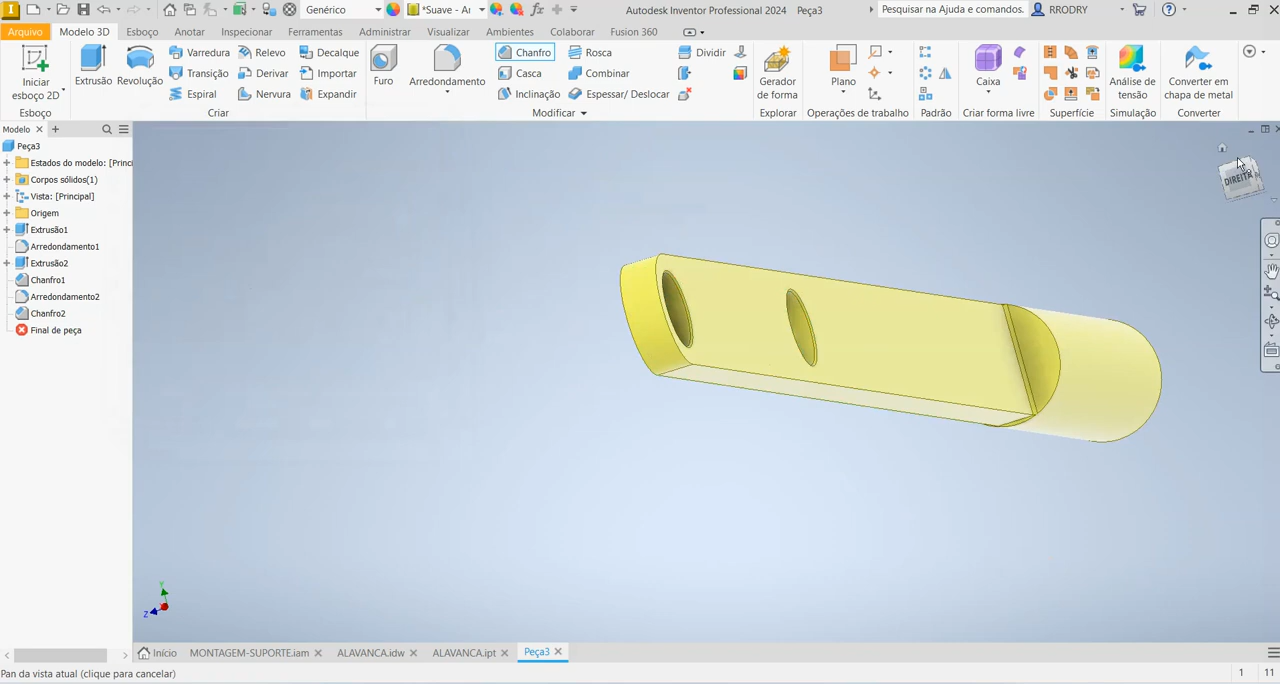 Genérico
*Suave - Ar
Autodesk Inventor Professional 2024 Peça3
Pesquisar na Ajuda e comandos.
RRODRY
Arquivo Modelo 3D Esboço Anotar Inspecionar Ferramentas Administrar Visualizar Ambientes Colaborar Fusion 360
Iniciar
esboço 2D
Esboço
Extrusão
Revolução
Varredura
Transição
Espiral
Relevo
Derivar
Nervura
Decalque
Importar
Expandir
Criar
Furo
Arredondamento
Chanfro
Casca
Inclinação
Rosca
Combinar
Espessar/ Deslocar
Dividir
Modificar
Gerador
de forma
Explorar
Plano
Operações de trabalho
Padrão
Caixa
Criar forma livre
Superfície
Análise de
tensão
Simulação
Converter em
chapa de metal
Converter
Modelo
Peça3
Estados do modelo: [Princi
Corpos sólidos(1)
Vista: [Principal]
Origem
Extrusão1
Arredondamento1
Extrusão2
Chanfro1
Arredondamento2
Chanfro2
Final de peça
DIREITA
Y
Z
Início
MONTAGEM-SUPORTE.iam
ALAVANCA.idw
ALAVANCA.ipt
Peça3
Pan da vista atual (clique para cancelar)
1 11